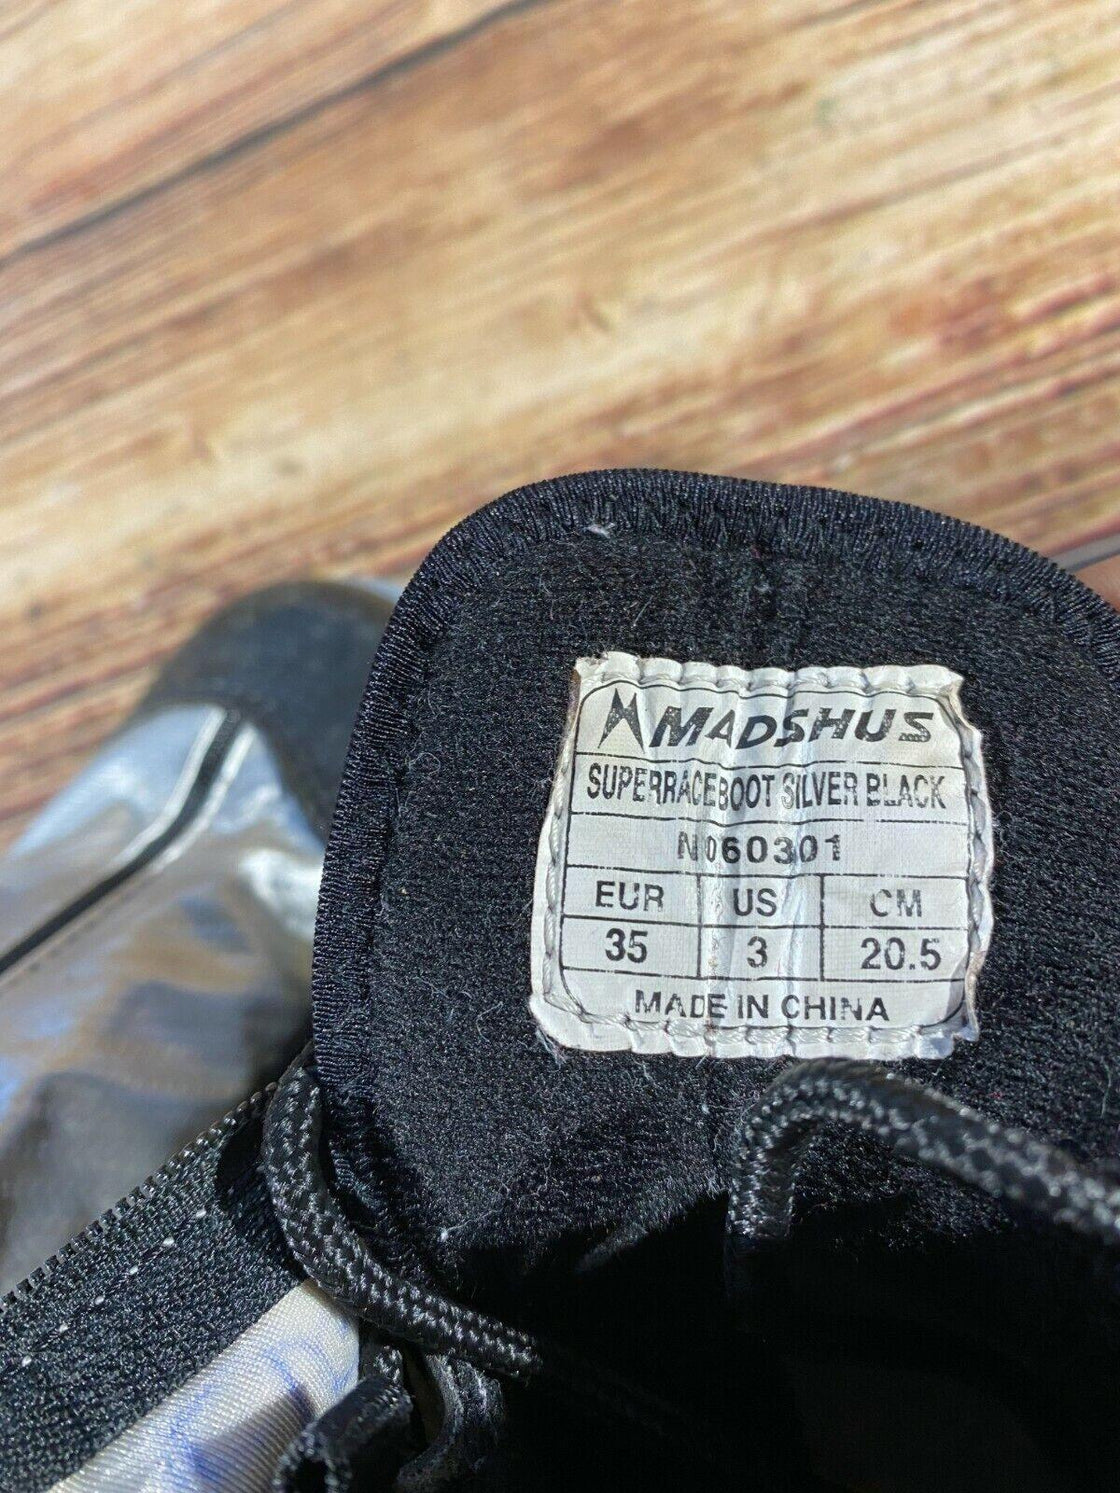 MADSHUS
SUPERRACEBOOT SILVER BLACK
N060301
EUR US CM
35 3 20.5
MADE IN CHINA